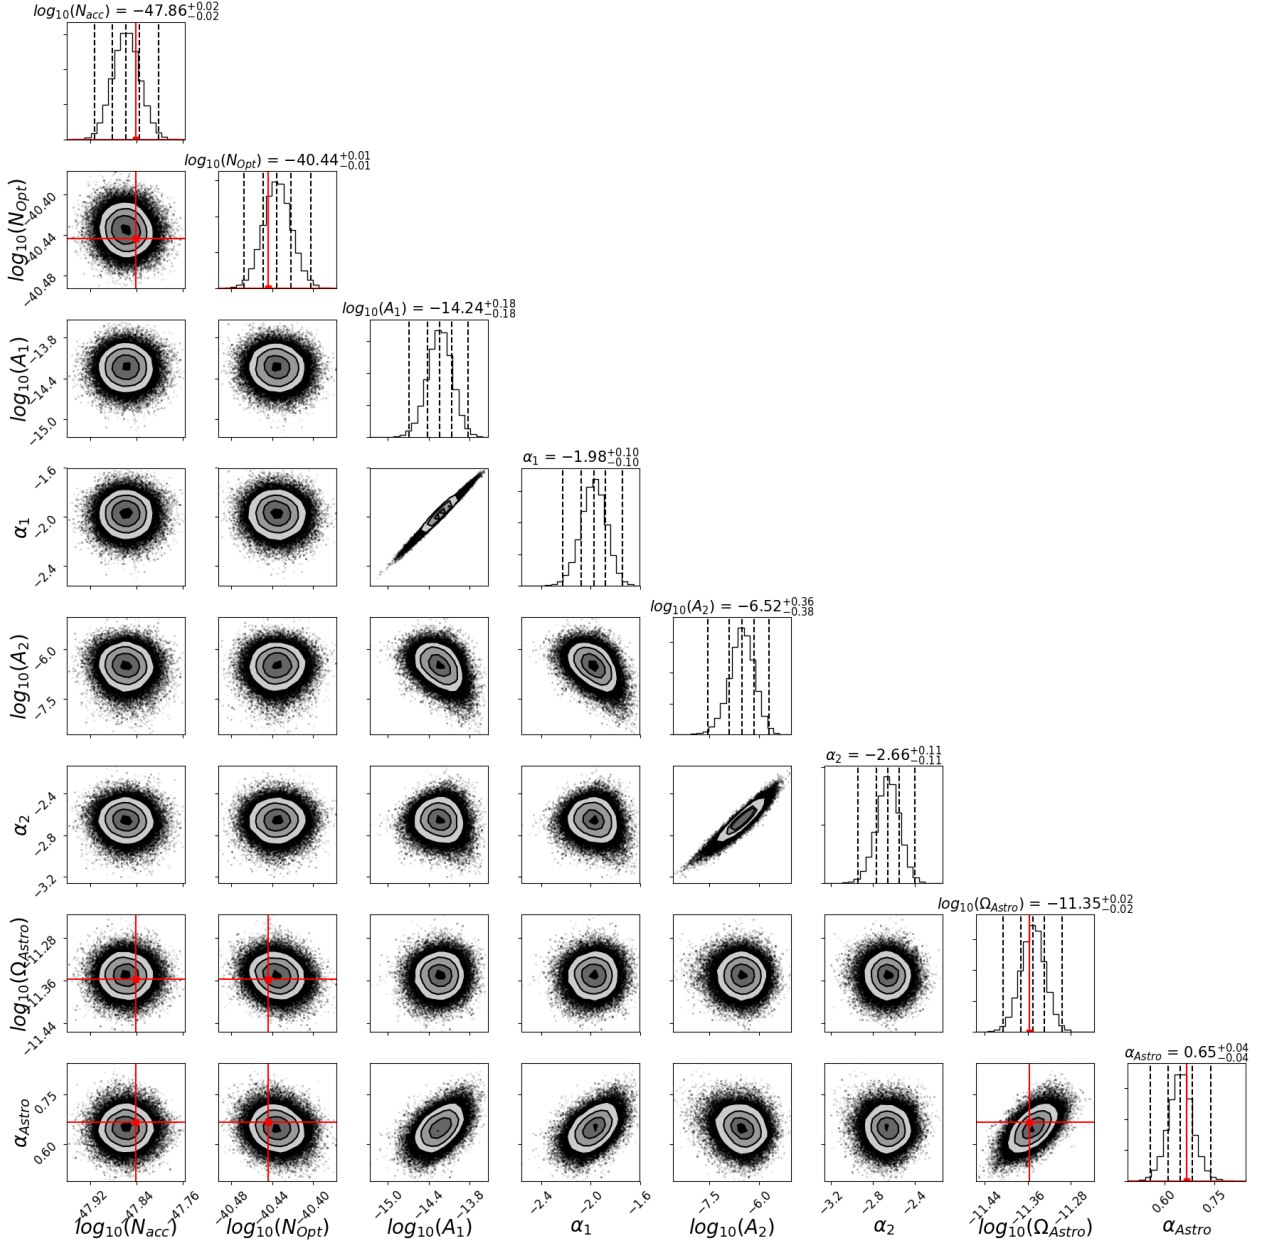 log10(Nacc) = −47.86+0.02−0.02
log10(NOpt) = −40.44+0.01−0.01
log10(NOpt)
−40.40
−40.44
−40.48
log10(A1) = −14.24+0.18−0.18
log10(A1)
−13.8
−14.4
−15.0
α1 = −1.98+0.10−0.10
α1
−1.6
−2.0
−2.4
log10(A2) = −6.52+0.36−0.38
log10(A2)
−6.0
−7.5
α2 = −2.66+0.11−0.11
α2
−2.4
−2.8
−3.2
log10(ΩAstro) = −11.35+0.02−0.02
log10(ΩAstro)
−11.28
−11.36
−11.44
αAstro = 0.65+0.04−0.04
αAstro
0.75
0.60
−47.92 −47.84 −47.76 −40.48 −40.44 −40.40 −15.0 −14.4 −13.8 −2.4 −2.0 −1.6 −7.5 −6.0 −3.2 −2.8 −2.4 −11.44 −11.36 −11.28 0.60 0.75
log10(Nacc) log10(NOpt) log10(A1) α1 log10(A2) α2 log10(ΩAstro) αAstro